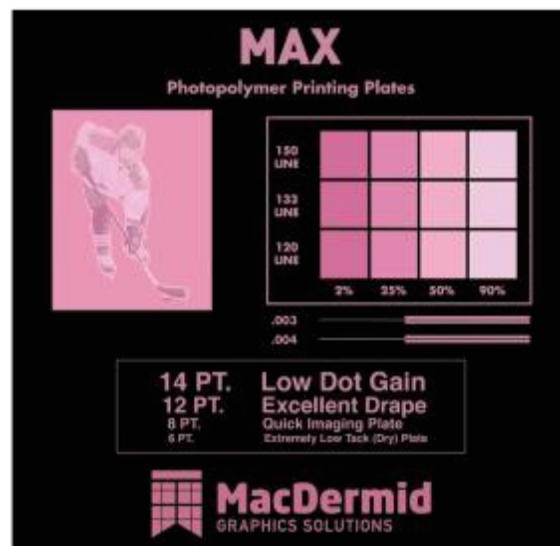 MAX
Photopolymer Printing Plates
150
LINE
133
LINE
120
LINE
2% 25% 50% 90%
.003
.004
14 PT. Low Dot Gain
12 PT. Excellent Drape
8 PT. Quick Imaging Plate
6 PT. Extremely Low Tack (Dry) Plate
MacDermid
GRAPHICS SOLUTIONS